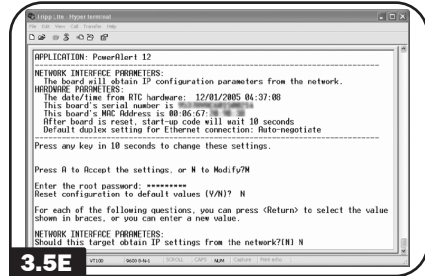 Tripp Lite - HyperTerminal
File Edit View Call Transfer Help
APPLICATION: PowerAlert 12
NETWORK INTERFACE PARAMETERS:
The board will obtain IP configuration parameters from the network.
HARDWARE PARAMETERS:
The date/time from RTC hardware: 12/01/2005 04:37:08
This board's serial number is
This board's MAC Address is 00:06:67:
After board is reset, start-up code will wait 10 seconds
Default duplex setting for Ethernet connection: Auto-negotiate
Press any key in 10 seconds to change these settings.
Press A to Accept the settings, or N to Modify?M
Enter the root password: *********
Reset configuration to default values (Y/N)? N
For each of the following questions, you can press <Return> to select the value
shown in braces, or you can enter a new value.
NETWORK INTERFACE PARAMETERS:
Should this target obtain IP settings from the network?[N] N
3.5E
VT100 9600 8-N-1 SCROLL CAPS NUM Capture Print echo